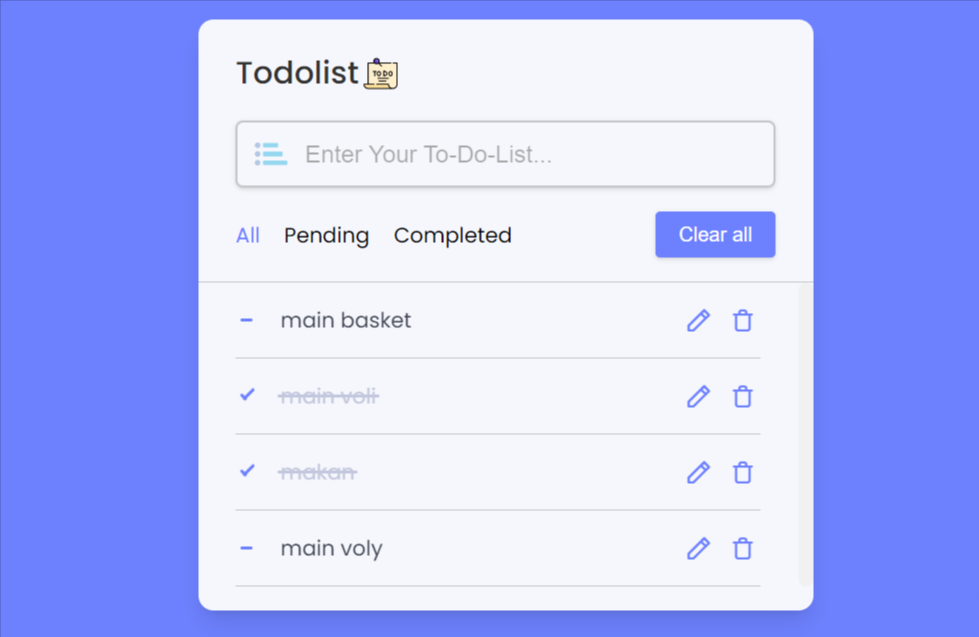 Todolist
TO DO
Enter Your To-Do-List...
All Pending Completed Clear all
main basket
main voli
makan
main voly